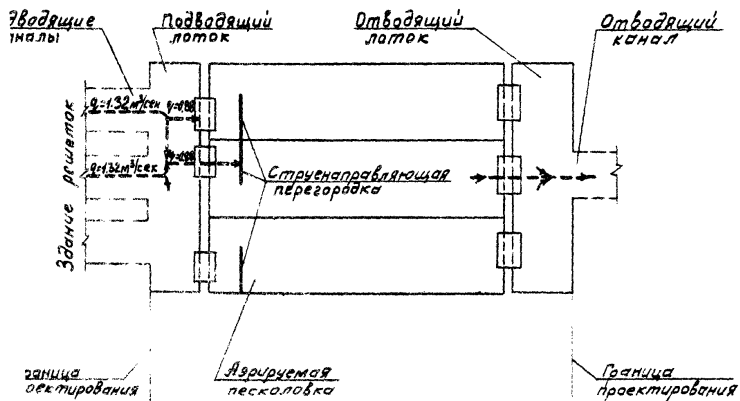 Подводящий
лоток
Отводящий
лоток
Отводящий
канал
q=1.32м³/сек
q=1.32м³/сек
Здание решеток
Струенаправляющая
перегородка
Аэрируемая
песколовка
Граница
проектирования